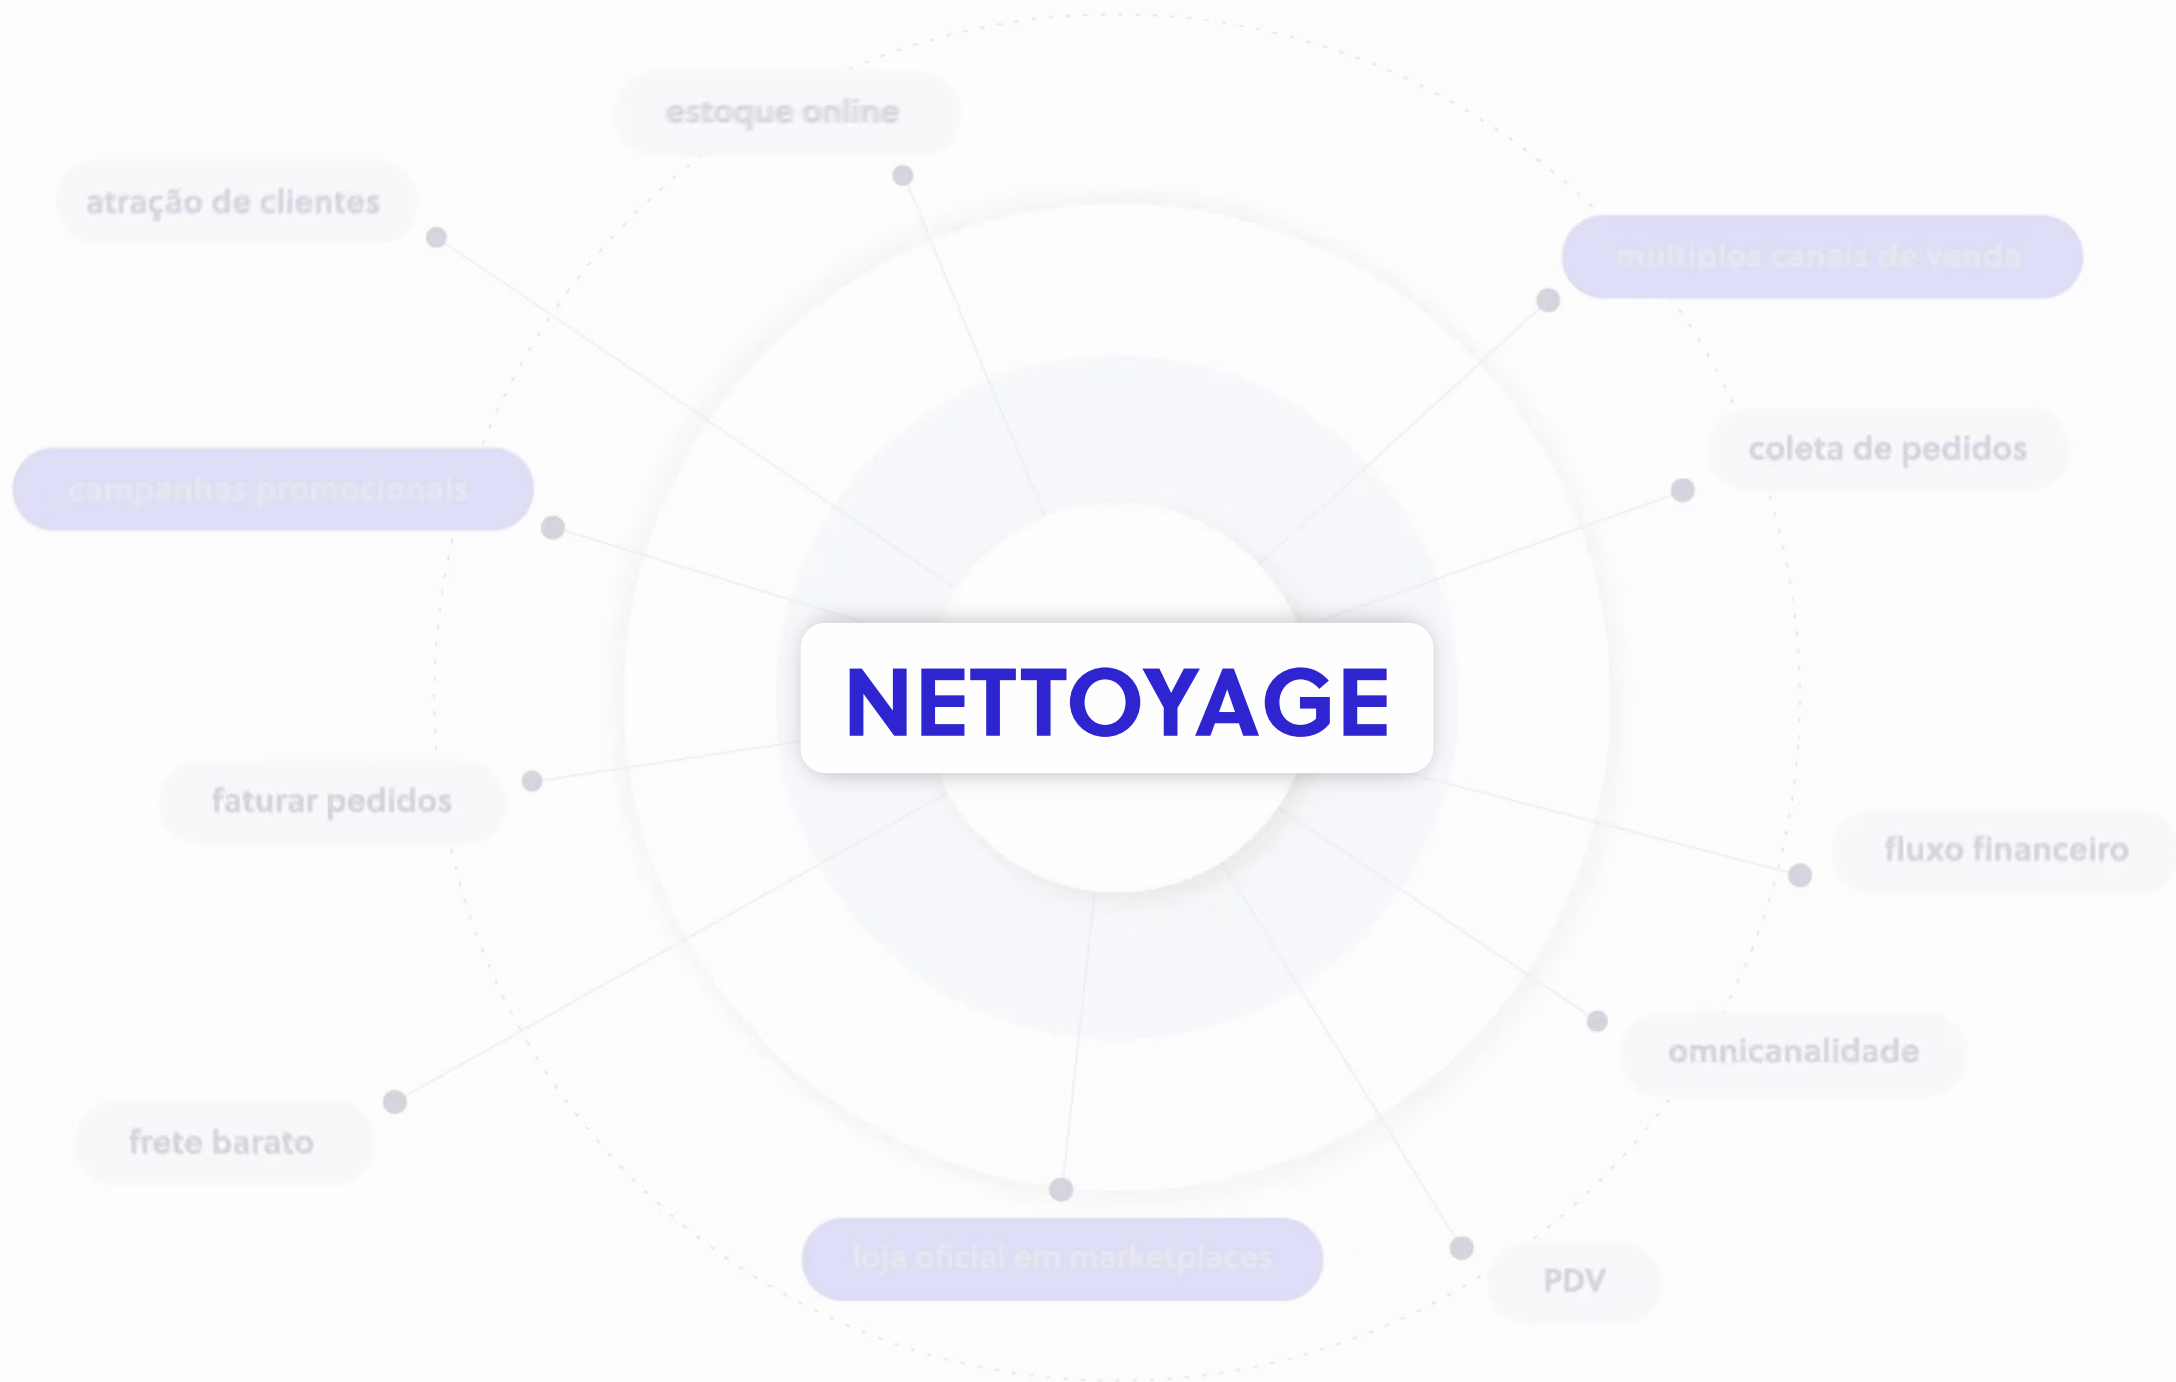 estoque online
atração de clientes
múltiplos canais de venda
coleta de pedidos
campanhas promocionais
NETTOYAGE
faturar pedidos
fluxo financeiro
omnicanalidade
frete barato
loja oficial em marketplaces
PDV